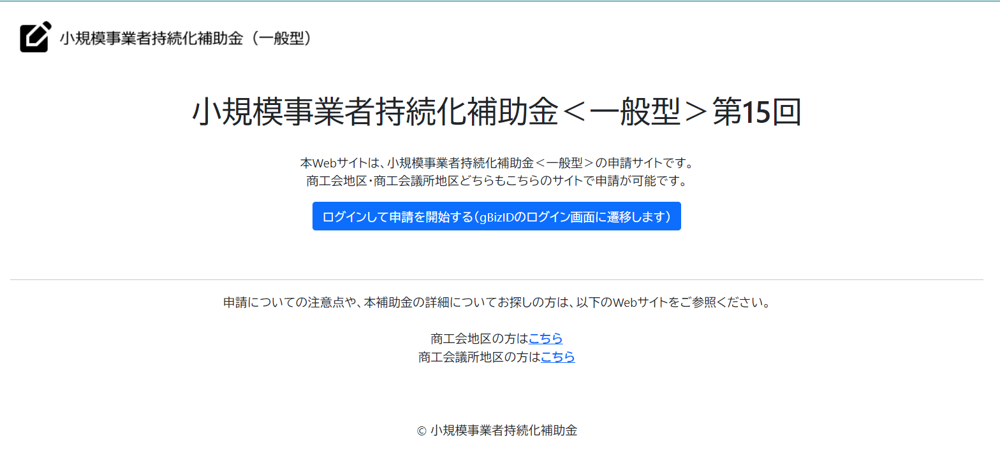 小規模事業者持続化補助金（一般型）
小規模事業者持続化補助金＜一般型＞第15回
本Webサイトは、小規模事業者持続化補助金＜一般型＞の申請サイトです。
商工会地区・商工会議所地区どちらもこちらのサイトで申請が可能です。
ログインして申請を開始する（gBizIDのログイン画面に遷移します）
申請についての注意点や、本補助金の詳細についてお探しの方は、以下のWebサイトをご参照ください。
商工会地区の方はこちら
商工会議所地区の方はこちら
© 小規模事業者持続化補助金